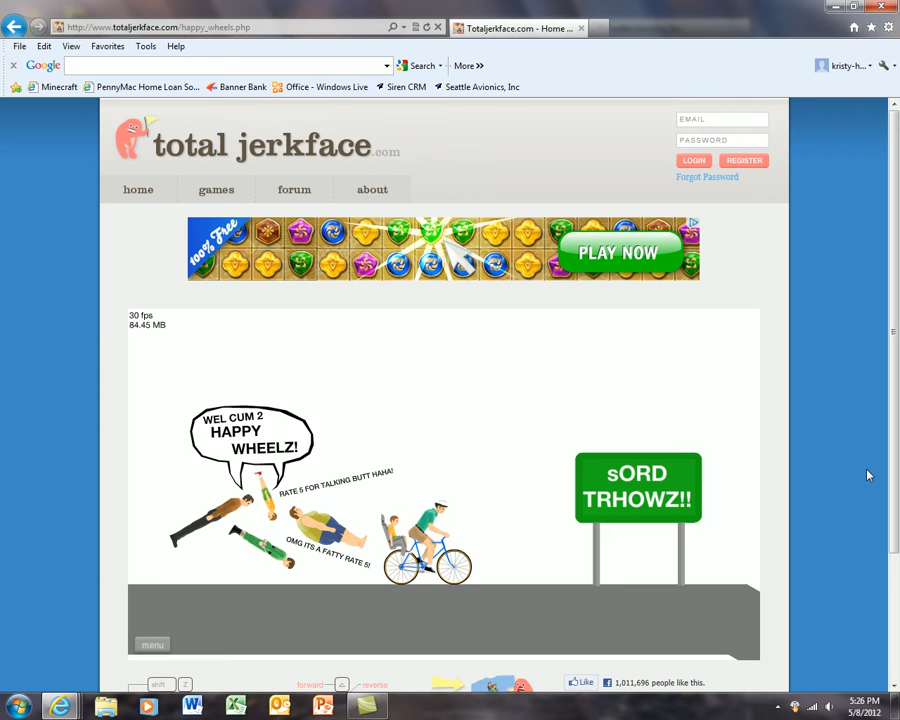 http://www.totaljerkface.com/happy_wheels.php
Totaljerkface.com - Home ...
File Edit View Favorites Tools Help
Google Search More >> kristy-h...
Minecraft PennyMac Home Loan So... Banner Bank Office - Windows Live Siren CRM Seattle Avionics, Inc
total jerkface.com
EMAIL
PASSWORD
LOGIN REGISTER
Forgot Password
home games forum about
100% Free
PLAY NOW
30 fps
84.45 MB
WEL CUM 2
HAPPY
WHEELZ!
RATE 5 FOR TALKING BUTT HAHA!
OMG ITS A FATTY RATE 5!
sORD
TRHOWZ!!
menu
shift Z forward reverse
Like 1,011,696 people like this.
5:26 PM
5/8/2012